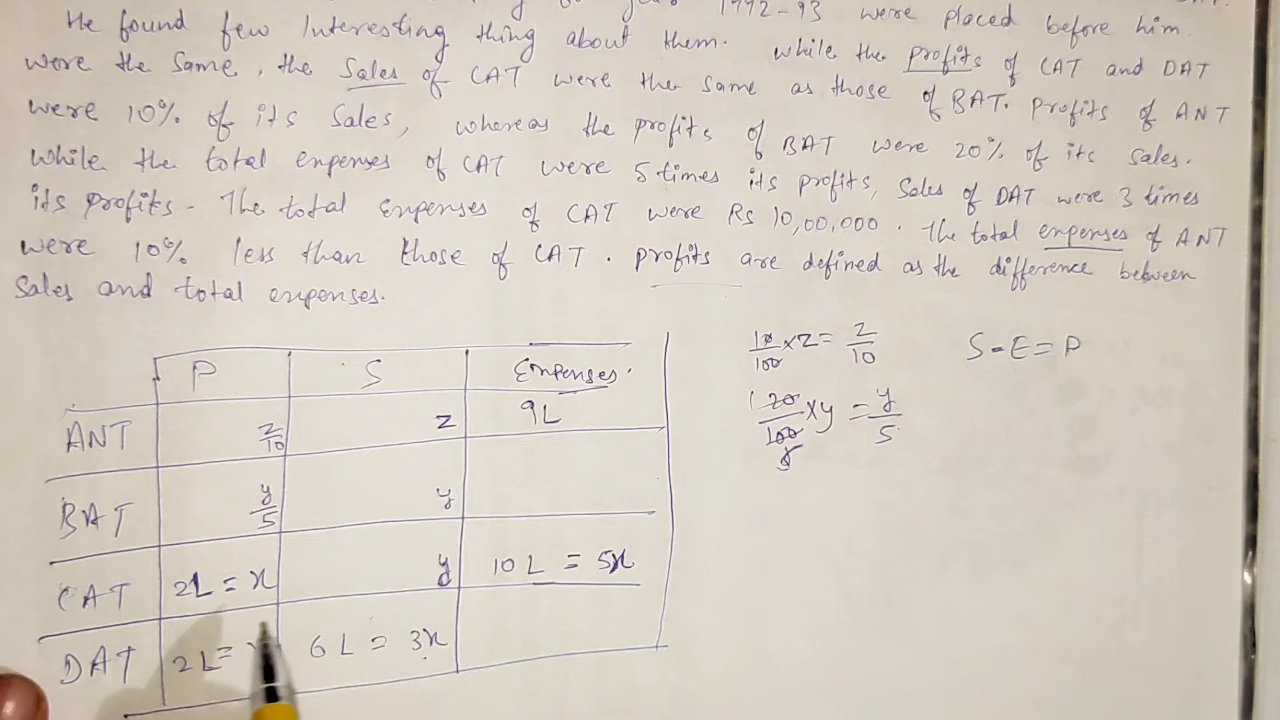 1992-93 were placed before him.
He found few Interesting thing about them. While the profits of CAT and DAT
were the same, the Sales of CAT were the same as those of BAT. Profits of ANT
were 10% of its Sales, whereas the profits of BAT were 20% of its sales.
While the total expenses of CAT were 5 times its profits, Sales of DAT were 3 times
its profits. The total Expenses of CAT were Rs 10,00,000. The total expenses of ANT
were 10% less than those of CAT. profits are defined as the difference between
Sales and total expenses.
P S Expenses.
ANT z/10 z 9L
BAT y/5 y
CAT 2L = x y 10 L = 5x
DAT 2L = 6 L = 3x
10/100 x z = z/10 S - E = P
1 20/100 x y = y/5
5